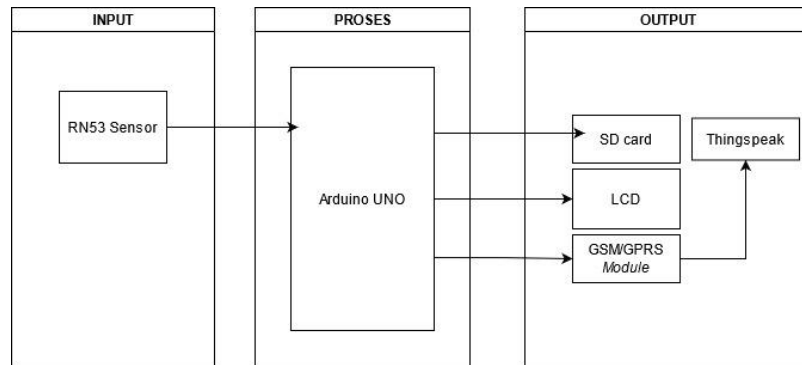 INPUT
PROSES
OUTPUT
RN53 Sensor
Arduino UNO
SD card
Thingspeak
LCD
GSM/GPRS
Module